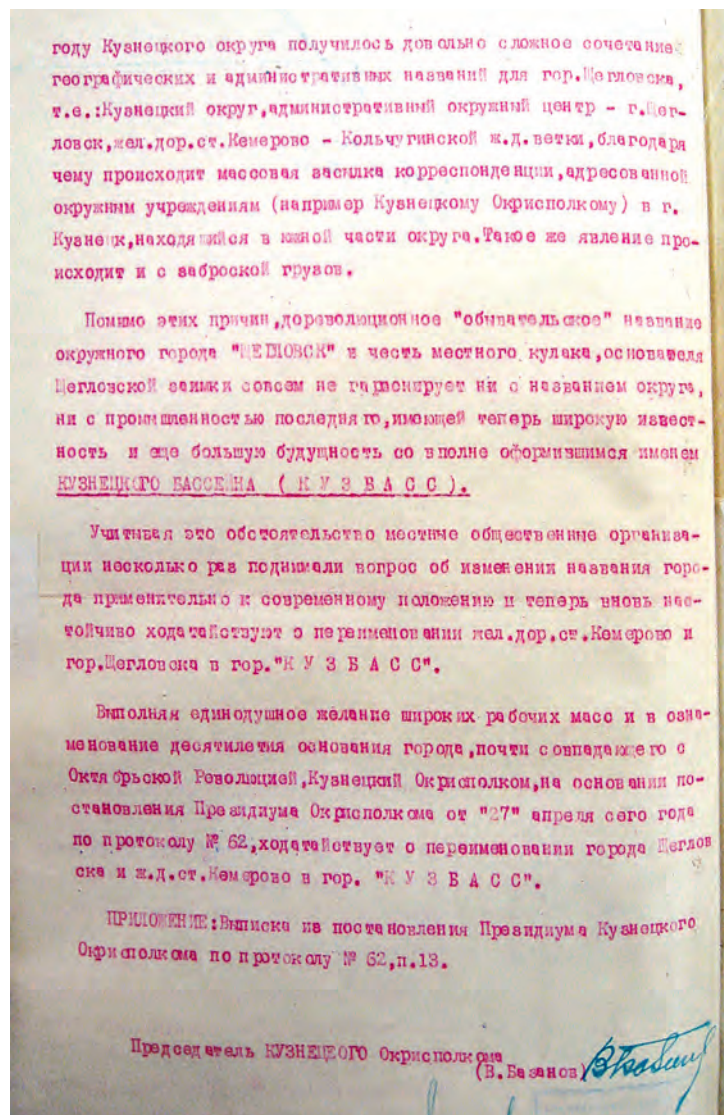 году Кузнецкого округа получилось довольно сложное сочетание
географических и административных названий для гор.Щегловска,
т.е.:Кузнецкий округ,административный окружный центр - г.Щег-
ловск,жел.дор.ст.Кемерово - Кольчугинской ж.д.ветки,благодаря
чему происходит массовая засылка корреспонденции,адресованной
окружным учреждениям (например Кузнецкому Окрисполкому) в г.
Кузнецк,находящийся в южной части округа.Такое же явление про-
исходит и с заброской грузов.
Помимо этих причин,дореволюционное "обывательское" название
окружного города "ЩЕГЛОВСК" в честь местного кулака,основателя
Щегловской заимки совсем не гармонирует ни с названием округа,
ни с промышленностью последняго,имеющей теперь широкую извест-
ность и еще большую будущность со вполне оформившимся именем
КУЗНЕЦКОГО БАССЕЙНА ( К У З Б А С С ).
Учитывая это обстоятельство местные общественные организа-
ции несколько раз поднимали вопрос об изменении названия горо-
да применительно к современному положению и теперь вновь нас-
тойчиво ходатайствуют о переименовании жел.дор.ст.Кемерово и
гор.Щегловска в гор."К У З Б А С С".
Выполняя единодушное желание широких рабочих масс и в озна-
менование десятилетия основания города,почти совпадающего с
Октябрьской Революцией,Кузнецкий Окрисполком,на основании по-
становления Президиума Окрисполкома от "27" апреля сего года
по протоколу № 62,ходатайствует о переименовании города Щеглов
ска и ж.д.ст.Кемерово в гор. "К У З Б А С С".
ПРИЛОЖЕНИЕ:Выписка из постановления Президиума Кузнецкого
Окрисполкома по протоколу № 62,п.13.
Председатель КУЗНЕЦКОГО Окрисполкома
(В.Базанов)